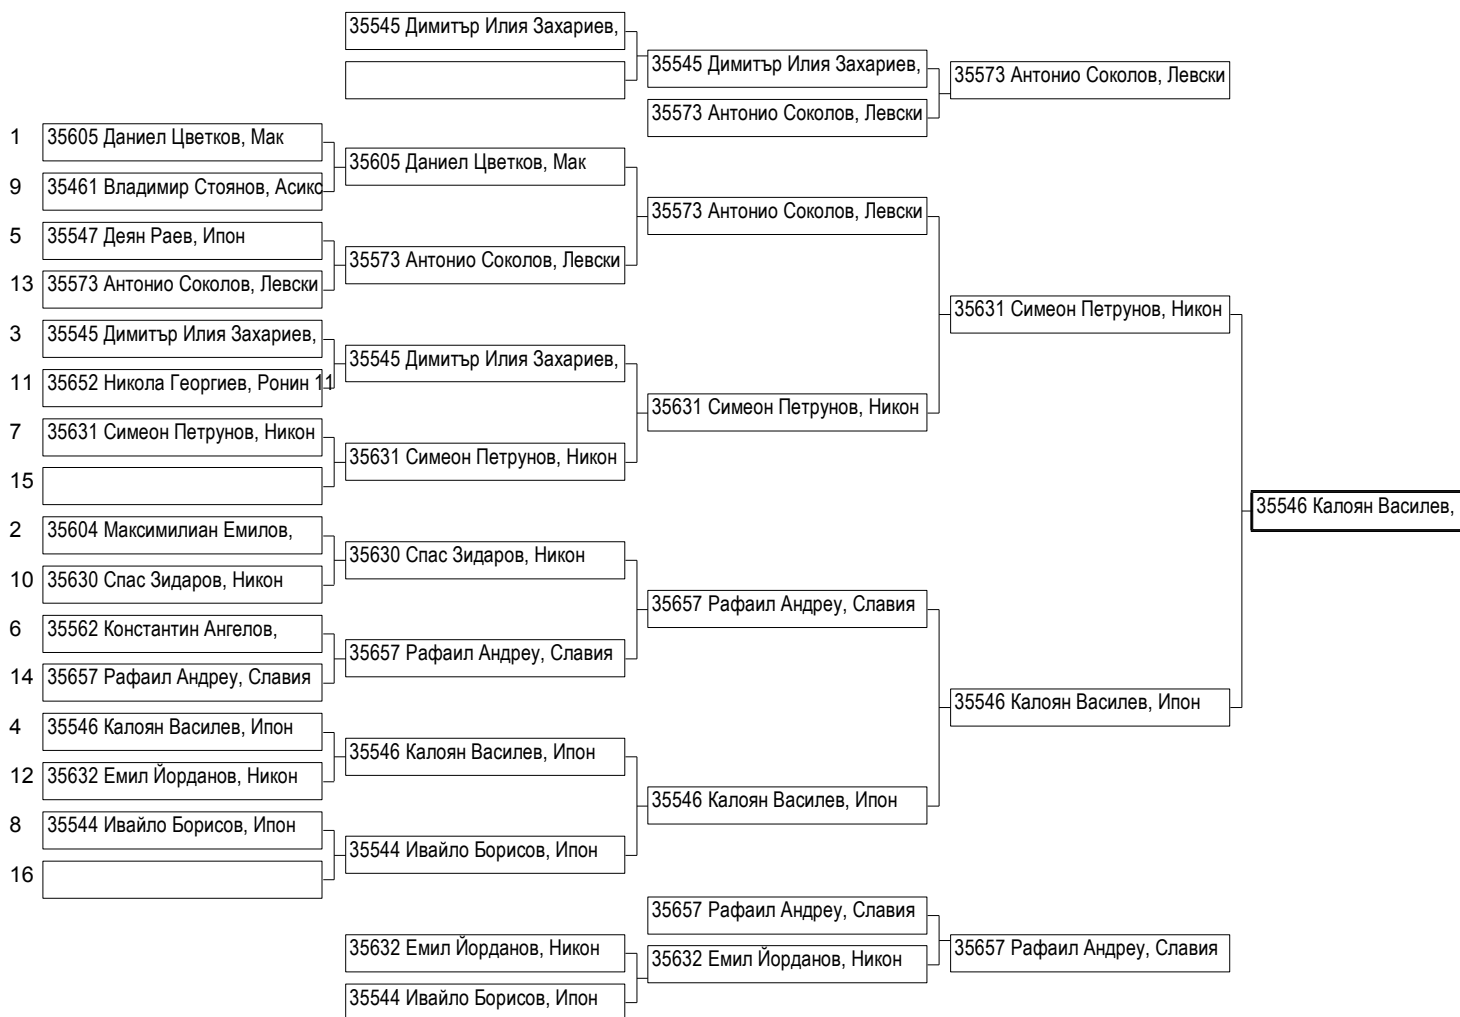 35545 Димитър Илия Захариев,
35545 Димитър Илия Захариев,
35573 Антонио Соколов, Левски
35573 Антонио Соколов, Левски
1 35605 Даниел Цветков, Мак
35605 Даниел Цветков, Мак
9 35461 Владимир Стоянов, Асикс
35573 Антонио Соколов, Левски
5 35547 Деян Раев, Ипон
35573 Антонио Соколов, Левски
13 35573 Антонио Соколов, Левски
35631 Симеон Петрунов, Никон
3 35545 Димитър Илия Захариев,
35545 Димитър Илия Захариев,
11 35652 Никола Георгиев, Ронин 11
35631 Симеон Петрунов, Никон
7 35631 Симеон Петрунов, Никон
35631 Симеон Петрунов, Никон
15
35546 Калоян Василев,
2 35604 Максимилиан Емилов,
35630 Спас Зидаров, Никон
10 35630 Спас Зидаров, Никон
35657 Рафаил Андреу, Славия
6 35562 Константин Ангелов,
35657 Рафаил Андреу, Славия
14 35657 Рафаил Андреу, Славия
35546 Калоян Василев, Ипон
4 35546 Калоян Василев, Ипон
35546 Калоян Василев, Ипон
12 35632 Емил Йорданов, Никон
35546 Калоян Василев, Ипон
8 35544 Ивайло Борисов, Ипон
35544 Ивайло Борисов, Ипон
16
35657 Рафаил Андреу, Славия
35632 Емил Йорданов, Никон
35632 Емил Йорданов, Никон
35657 Рафаил Андреу, Славия
35544 Ивайло Борисов, Ипон